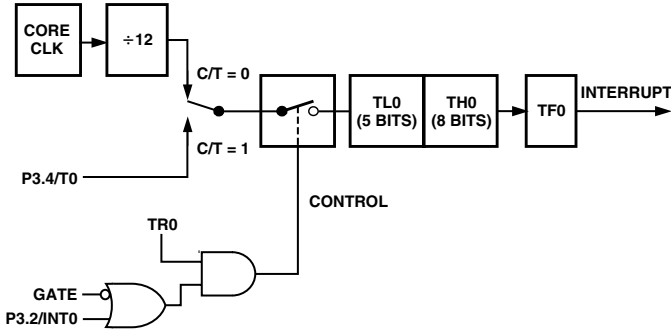 CORE
CLK
÷12
C/T = 0
C/T = 1
TL0
(5 BITS)
TH0
(8 BITS)
TF0
INTERRUPT
P3.4/T0
CONTROL
TR0
GATE
P3.2/INT0